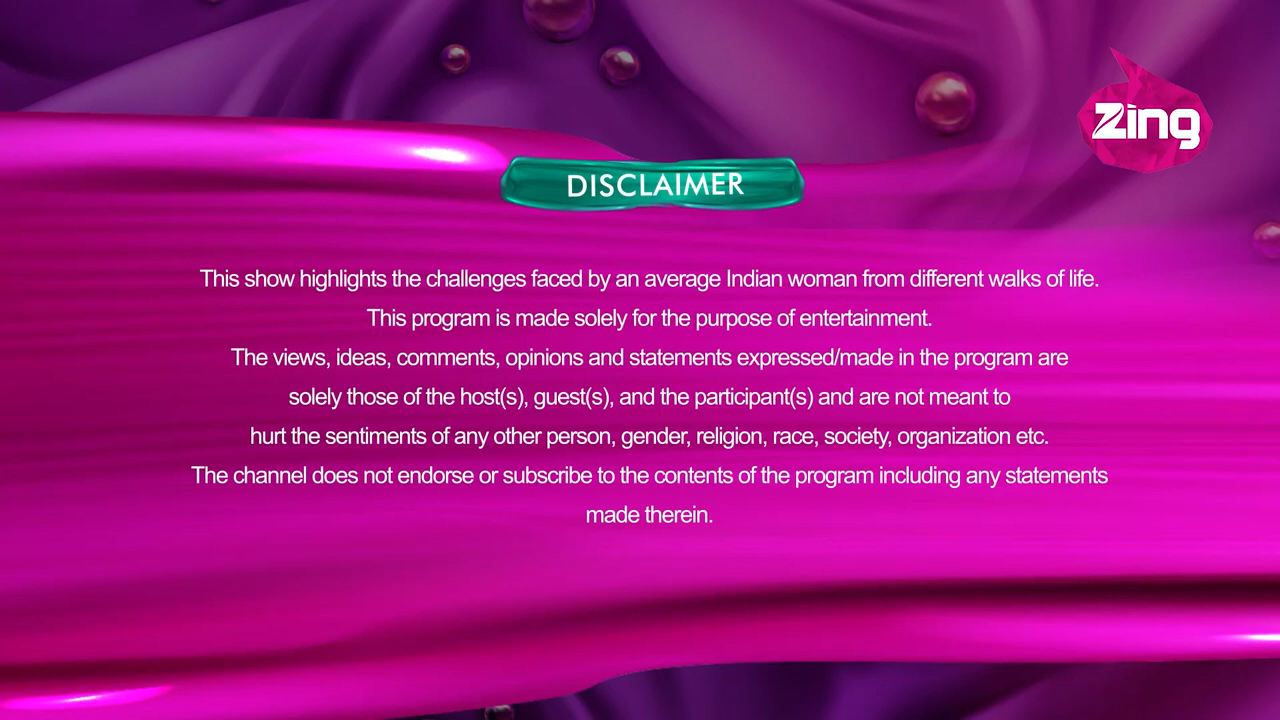 Zing
DISCLAIMER
This show highlights the challenges faced by an average Indian woman from different walks of life.
This program is made solely for the purpose of entertainment.
The views, ideas, comments, opinions and statements expressed/made in the program are
solely those of the host(s), guest(s), and the participant(s) and are not meant to
hurt the sentiments of any other person, gender, religion, race, society, organization etc.
The channel does not endorse or subscribe to the contents of the program including any statements
made therein.